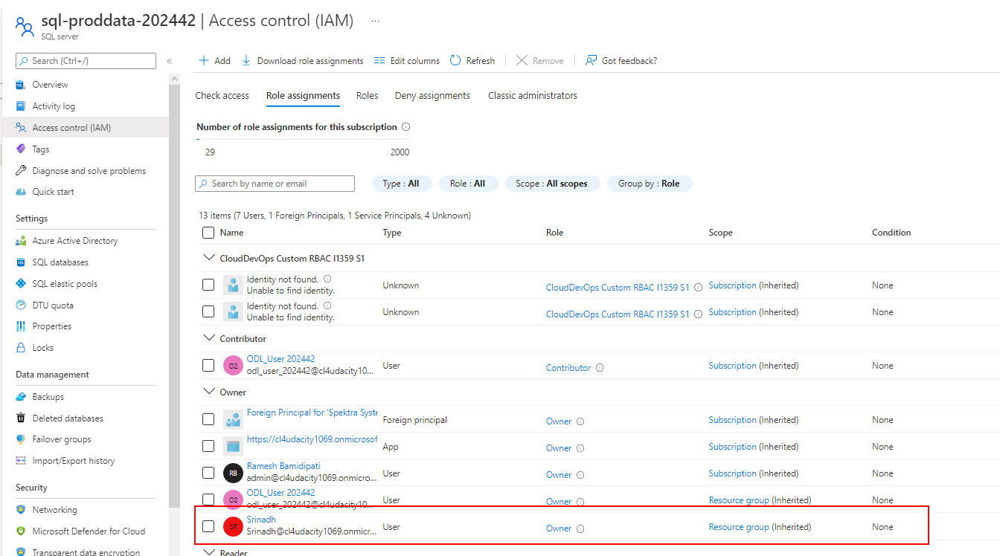 sql-proddata-202442 | Access control (IAM) ...
SQL server
Search (Ctrl+/) «
Overview
Activity log
Access control (IAM)
Tags
Diagnose and solve problems
Quick start
Settings
Azure Active Directory
SQL databases
SQL elastic pools
DTU quota
Properties
Locks
Data management
Backups
Deleted databases
Failover groups
Import/Export history
Security
Networking
Microsoft Defender for Cloud
Transparent data encryption
Add Download role assignments Edit columns Refresh Remove Got feedback?
Check access Role assignments Roles Deny assignments Classic administrators
Number of role assignments for this subscription
29 2000
Search by name or email Type : All Role : All Scope : All scopes Group by : Role
13 items (7 Users, 1 Foreign Principals, 1 Service Principals, 4 Unknown)
Name Type Role Scope Condition
CloudDevOps Custom RBAC I1359 S1
Identity not found.
Unable to find identity. Unknown CloudDevOps Custom RBAC I1359 S1 Subscription (Inherited) None
Identity not found.
Unable to find identity. Unknown CloudDevOps Custom RBAC I1359 S1 Subscription (Inherited) None
Contributor
O2 ODL_User 202442
odl_user_202442@cl4udacity10... User Contributor Subscription (Inherited) None
Owner
Foreign Principal for 'Spektra Syste Foreign principal Owner Subscription (Inherited) None
https://cl4udacity1069.onmicrosof App Owner Subscription (Inherited) None
RB Ramesh Bamidipati
admin@cl4udacity1069.onmicro... User Owner Subscription (Inherited) None
O2 ODL_User 202442
odl_user_202442@cl4udacity10... User Owner Resource group (Inherited) None
SR Srinadh
Srinadh@cl4udacity1069.onmicr... User Owner Resource group (Inherited) None
Reader